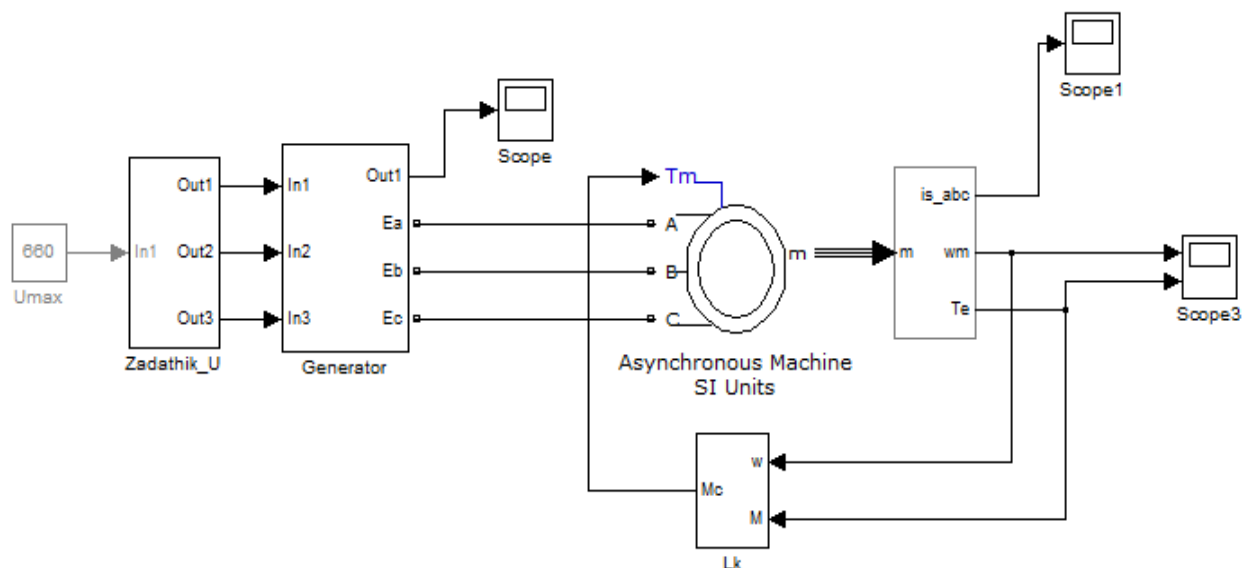 Scope1
Scope
Out1
Out2
Out3
In1
Zadathik_U
660
Umax
In1
In2
In3
Out1
Ea
Eb
Ec
Generator
Tm
A
B
C
m
Asynchronous Machine
SI Units
m
is_abc
wm
Te
Scope3
w
Mc
M
Lk